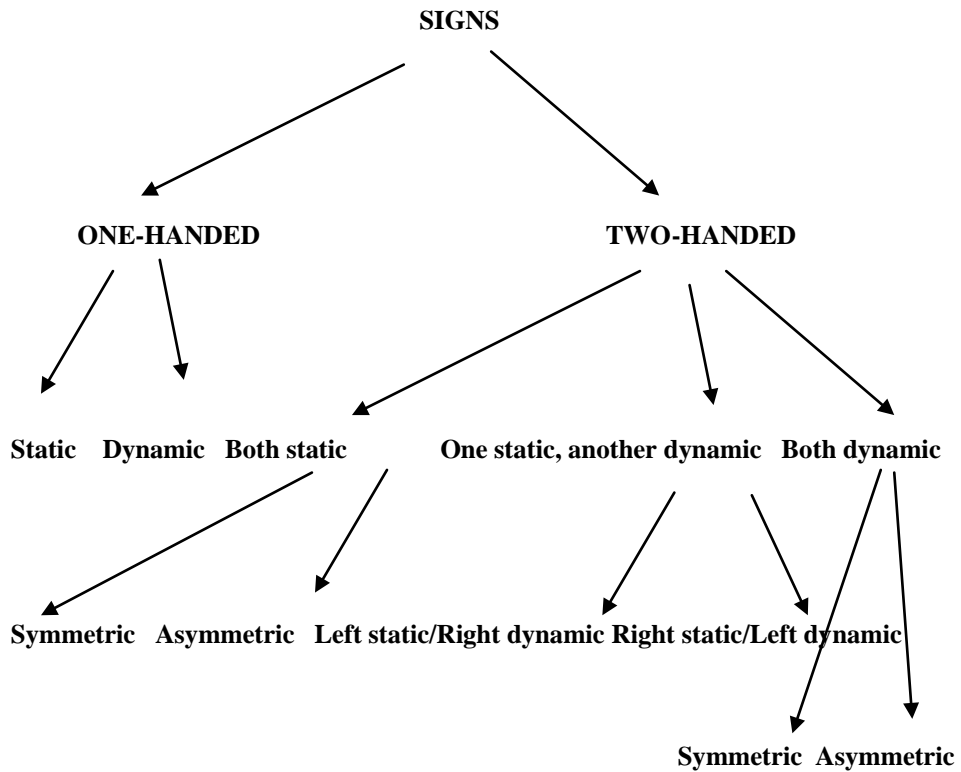 SIGNS
ONE-HANDED TWO-HANDED
Static Dynamic Both static One static, another dynamic Both dynamic
Symmetric Asymmetric Left static/Right dynamic Right static/Left dynamic
Symmetric Asymmetric